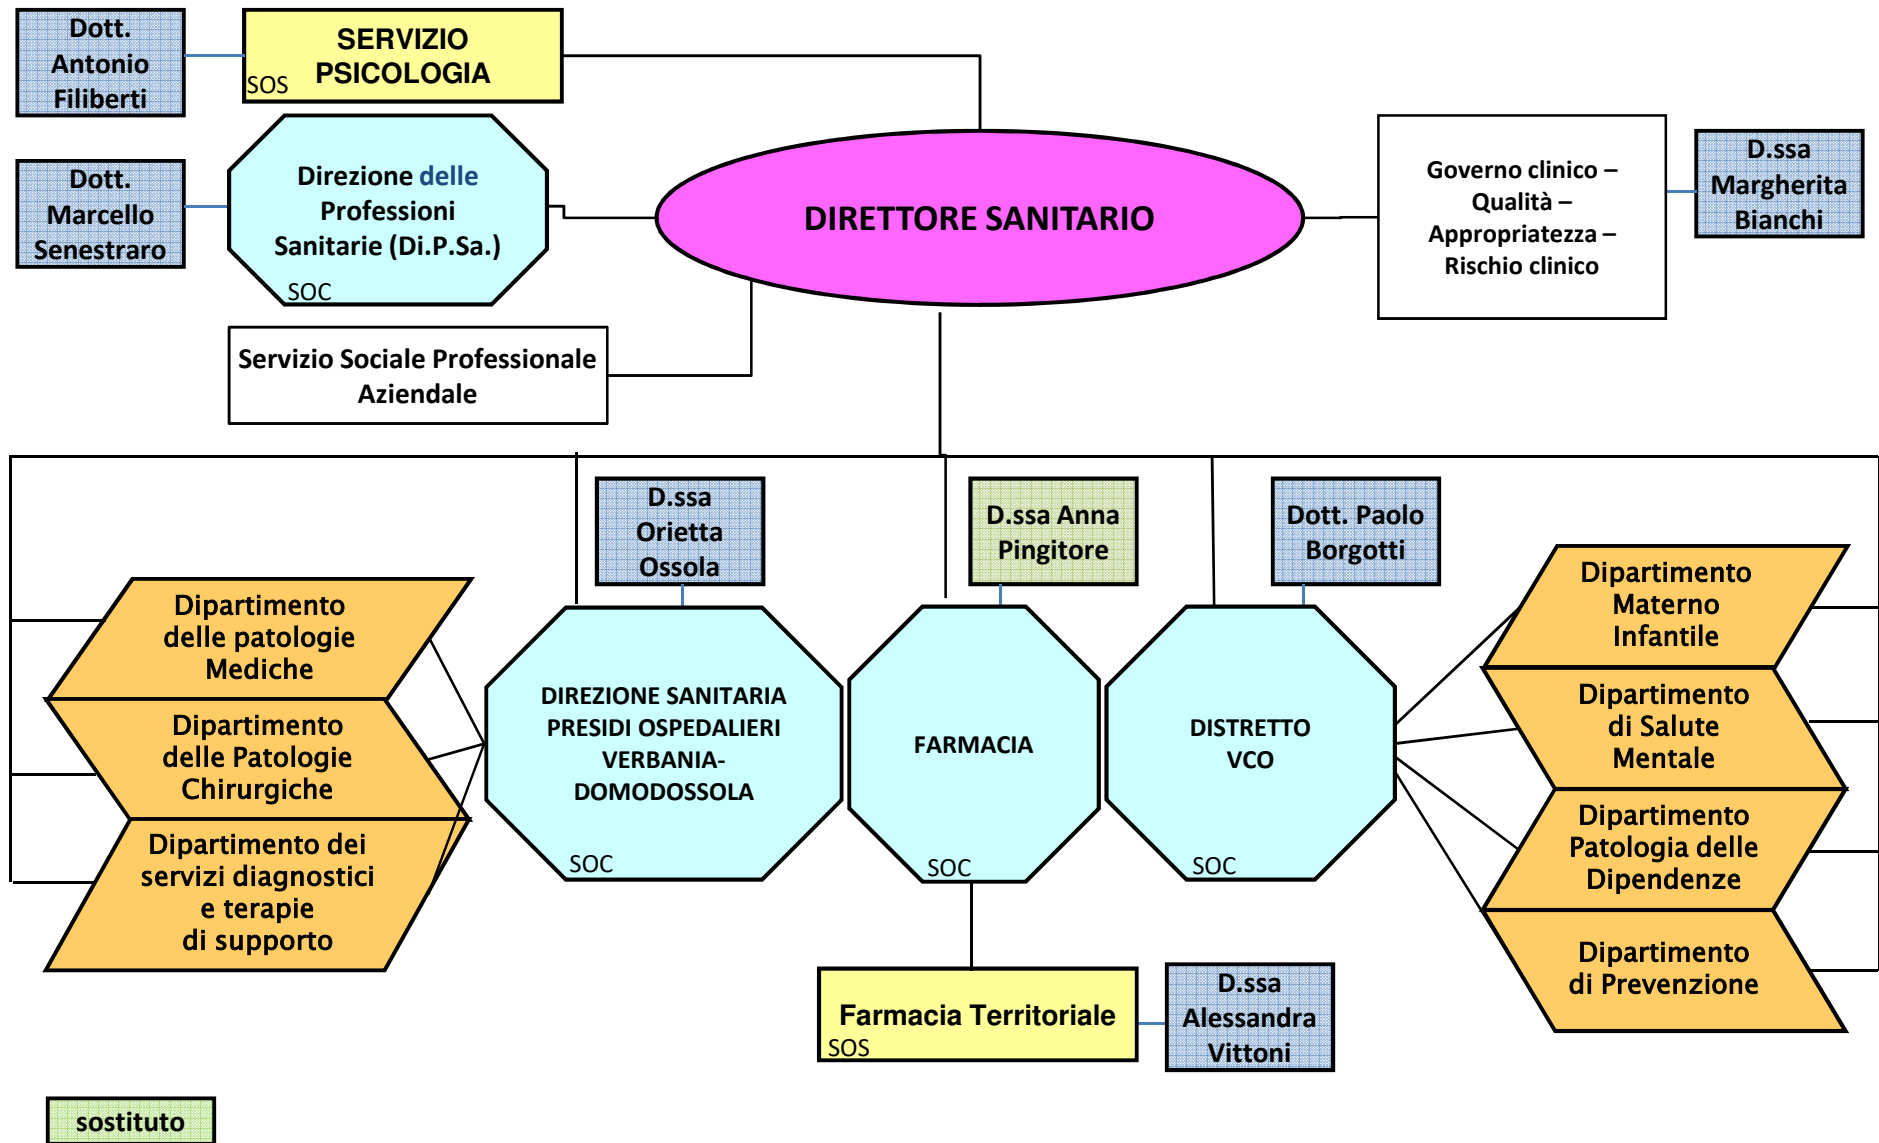 Dott.
Antonio
Filiberti
SERVIZIO
PSICOLOGIA
SOS
Dott.
Marcello
Senestraro
Direzione delle
Professioni
Sanitarie (Di.P.Sa.)
SOC
DIRETTORE SANITARIO
Governo clinico –
Qualità –
Appropriatezza –
Rischio clinico
D.ssa
Margherita
Bianchi
Servizio Sociale Professionale
Aziendale
D.ssa
Orietta
Ossola
D.ssa Anna
Pingitore
Dott. Paolo
Borgotti
Dipartimento
delle patologie
Mediche
Dipartimento
delle Patologie
Chirurgiche
Dipartimento dei
servizi diagnostici
e terapie
di supporto
DIREZIONE SANITARIA
PRESIDI OSPEDALIERI
VERBANIA-
DOMODOSSOLA
SOC
FARMACIA
SOC
DISTRETTO
VCO
SOC
Dipartimento
Materno
Infantile
Dipartimento
di Salute
Mentale
Dipartimento
Patologia delle
Dipendenze
Dipartimento
di Prevenzione
Farmacia Territoriale
SOS
D.ssa
Alessandra
Vittoni
sostituto